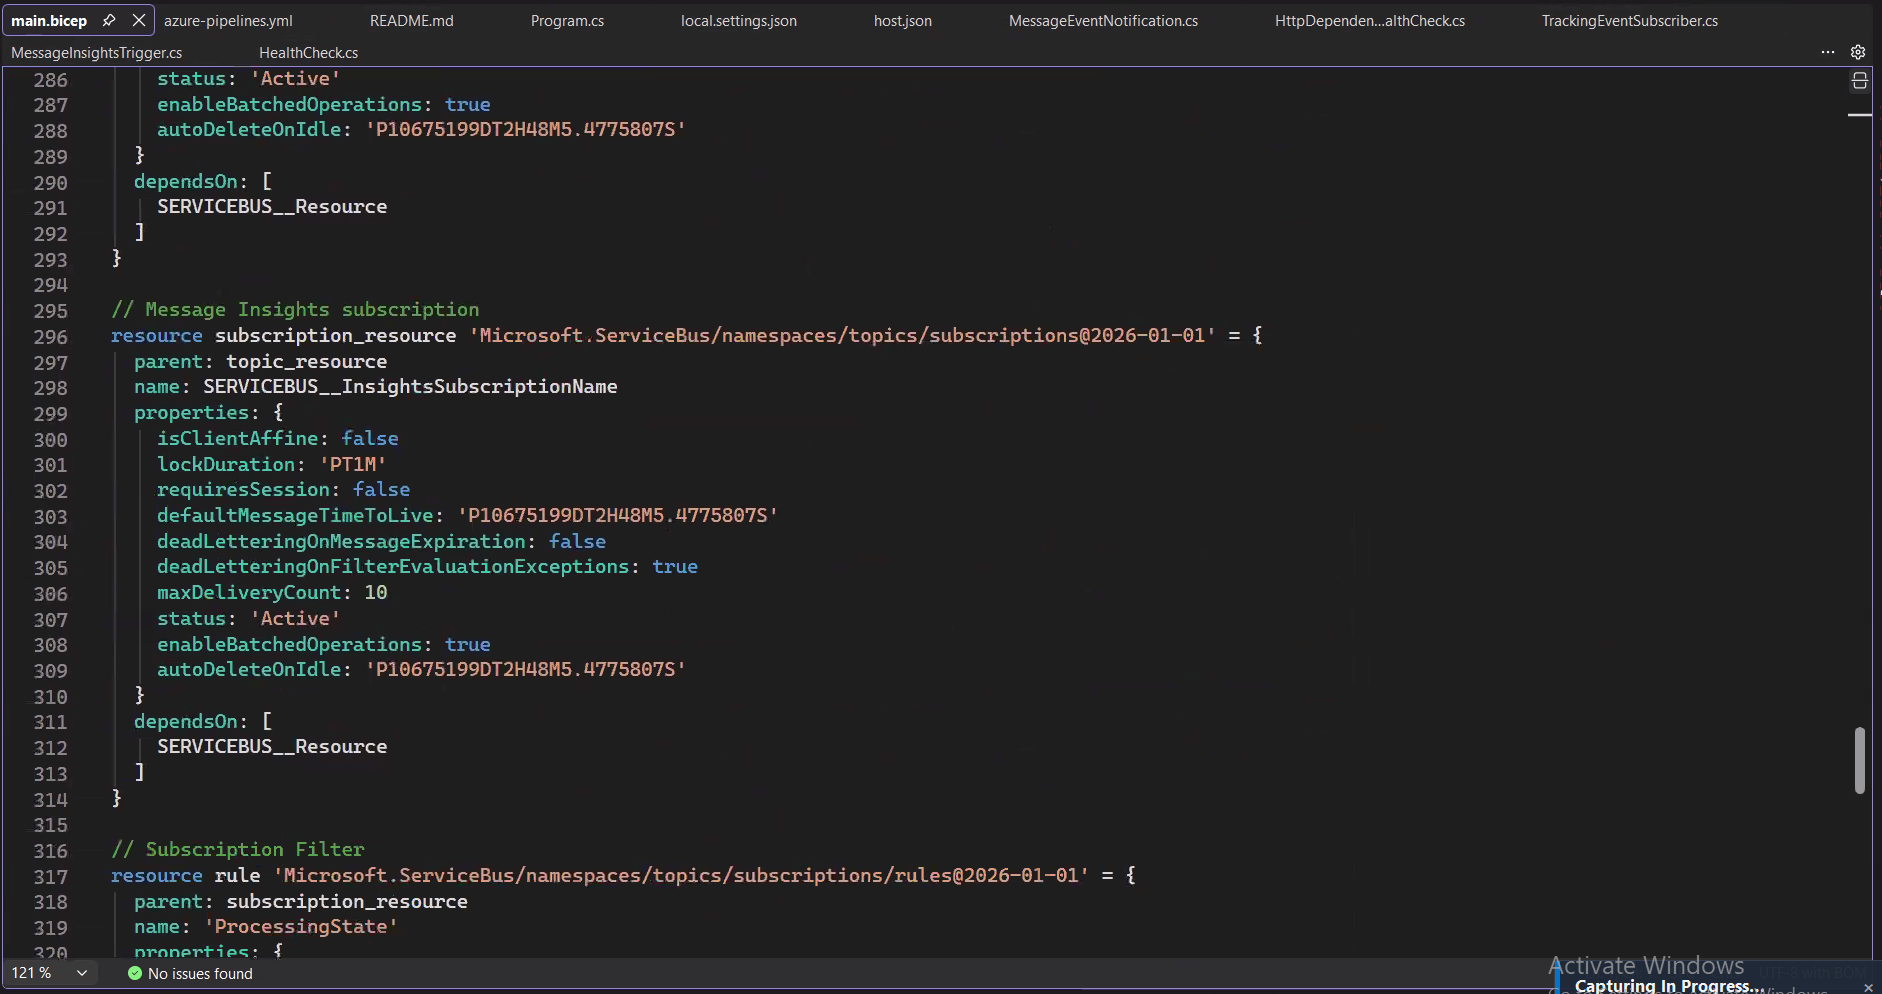 main.bicep azure-pipelines.yml README.md Program.cs local.settings.json host.json MessageEventNotification.cs HttpDependen...althCheck.cs TrackingEventSubscriber.cs
MessageInsightsTrigger.cs HealthCheck.cs
286 status: 'Active'
287 enableBatchedOperations: true
288 autoDeleteOnIdle: 'P10675199DT2H48M5.4775807S'
289 }
290 dependsOn: [
291 SERVICEBUS__Resource
292 ]
293 }
294
295 // Message Insights subscription
296 resource subscription_resource 'Microsoft.ServiceBus/namespaces/topics/subscriptions@2026-01-01' = {
297 parent: topic_resource
298 name: SERVICEBUS__InsightsSubscriptionName
299 properties: {
300 isClientAffine: false
301 lockDuration: 'PT1M'
302 requiresSession: false
303 defaultMessageTimeToLive: 'P10675199DT2H48M5.4775807S'
304 deadLetteringOnMessageExpiration: false
305 deadLetteringOnFilterEvaluationExceptions: true
306 maxDeliveryCount: 10
307 status: 'Active'
308 enableBatchedOperations: true
309 autoDeleteOnIdle: 'P10675199DT2H48M5.4775807S'
310 }
311 dependsOn: [
312 SERVICEBUS__Resource
313 ]
314 }
315
316 // Subscription Filter
317 resource rule 'Microsoft.ServiceBus/namespaces/topics/subscriptions/rules@2026-01-01' = {
318 parent: subscription_resource
319 name: 'ProcessingState'
320 properties: {
121 % No issues found
Activate Windows
Capturing In Progress...